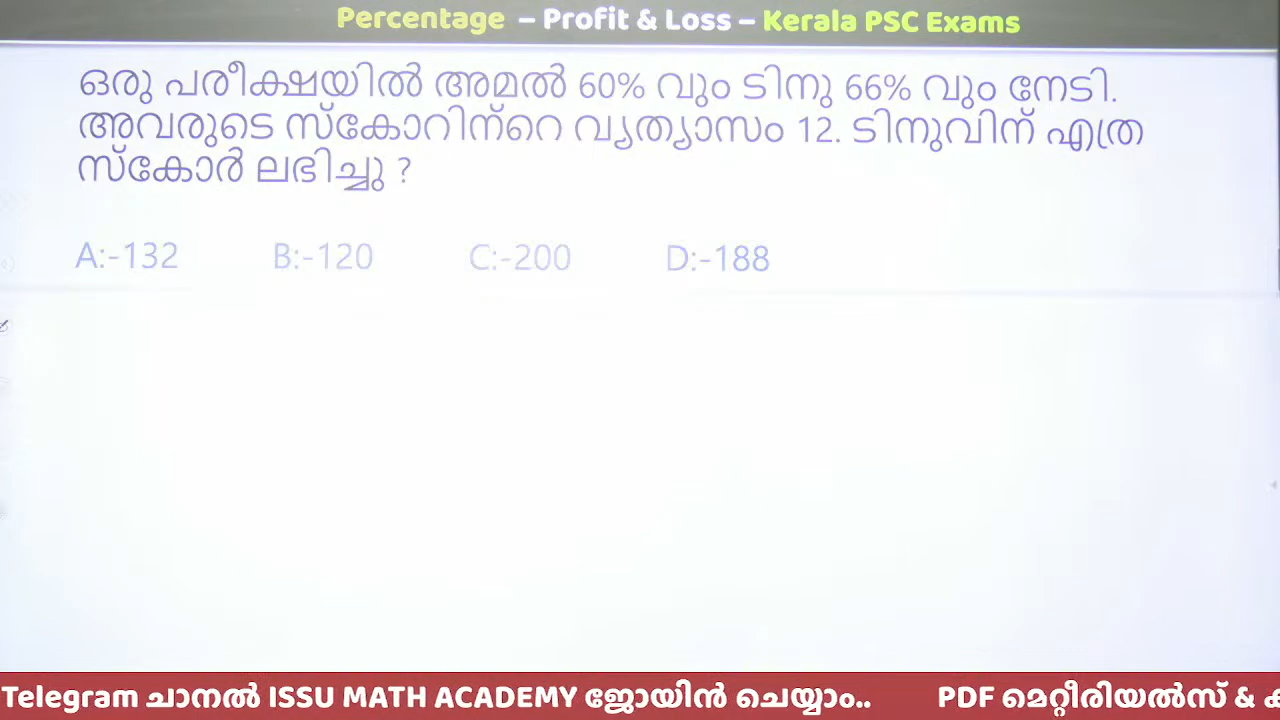 Percentage – Profit & Loss – Kerala PSC Exams
ഒരു പരീക്ഷയിൽ അമൽ 60% വും ടിനു 66% വും നേടി.
അവരുടെ സ്കോറിന്റെ വ്യത്യാസം 12. ടിനുവിന് എത്ര
സ്കോർ ലഭിച്ചു ?
A:-132 B:-120 C:-200 D:-188
Telegram ചാനൽ ISSU MATH ACADEMY ജോയിൻ ചെയ്യാം.. PDF മെറ്റീരിയൽസ് &